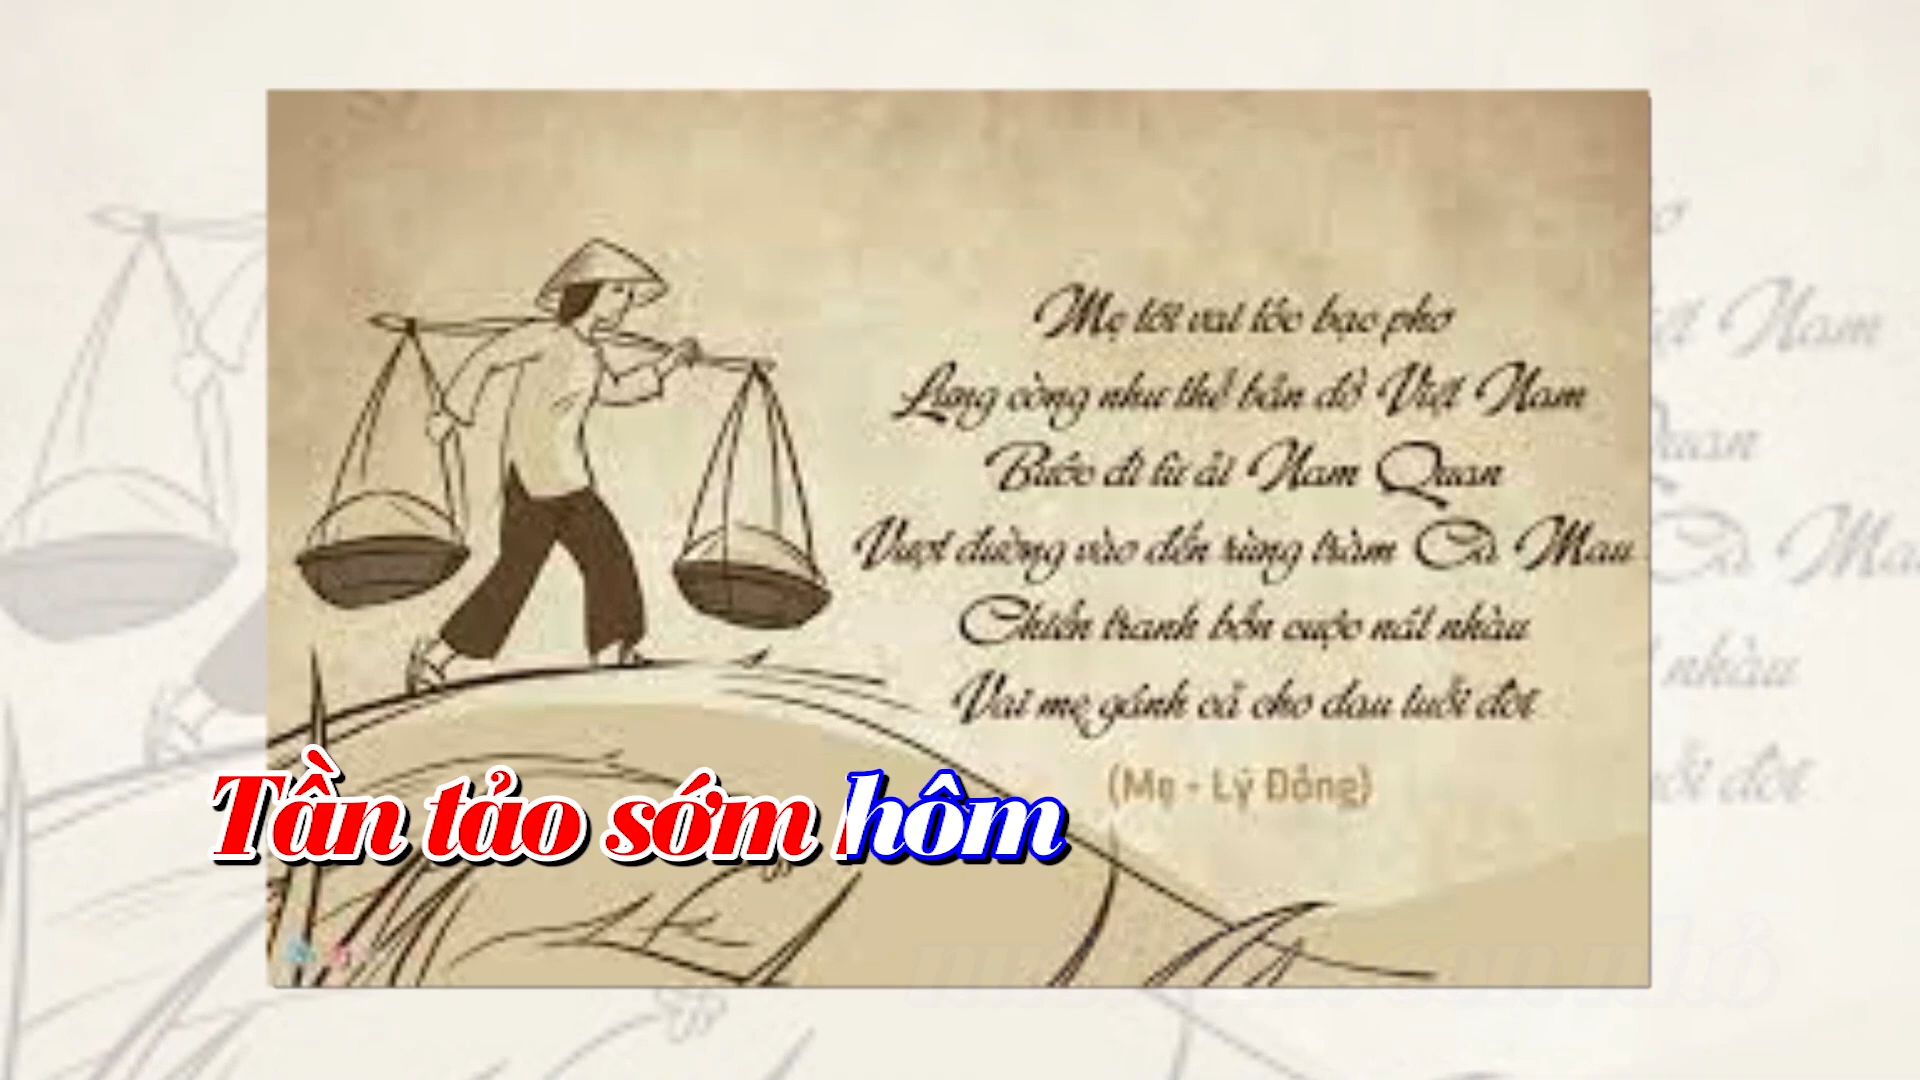 Mẹ tôi vai tóc bạc phơ
Lưng còng như thể bản đồ Việt Nam
Bước đi từ ải Nam Quan
Vượt đường vào đến rừng tràm Cà Mau
Chiến tranh bốn cuộc nát nhàu
Vai mẹ gánh cả cho dau tuổi đời
(Mẹ - Lý Đông)
Tần tảo sớm hôm